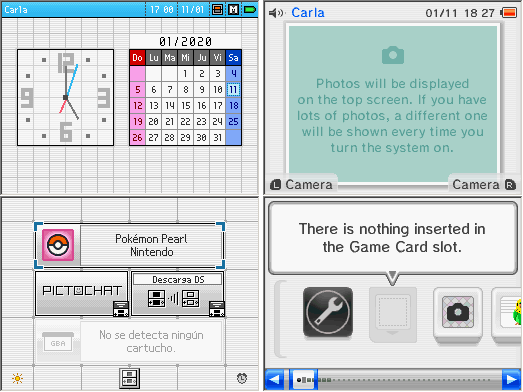 Carla
17 00
11/01
M
01/2020
Do Lu Ma Mi Ju Vi Sa
1 2 3 4
5 6 7 8 9 10 11
12 13 14 15 16 17 18
19 20 21 22 23 24 25
26 27 28 29 30 31
9 3
6
Carla
01/11 18 27
Photos will be displayed
on the top screen. If you have
lots of photos, a different one
will be shown every time you
turn the system on.
L Camera
Camera R
Pokémon Pearl
Nintendo
PICTOCHAT
Descarga DS
GBA
No se detecta ningún
cartucho.
There is nothing inserted in
the Game Card slot.